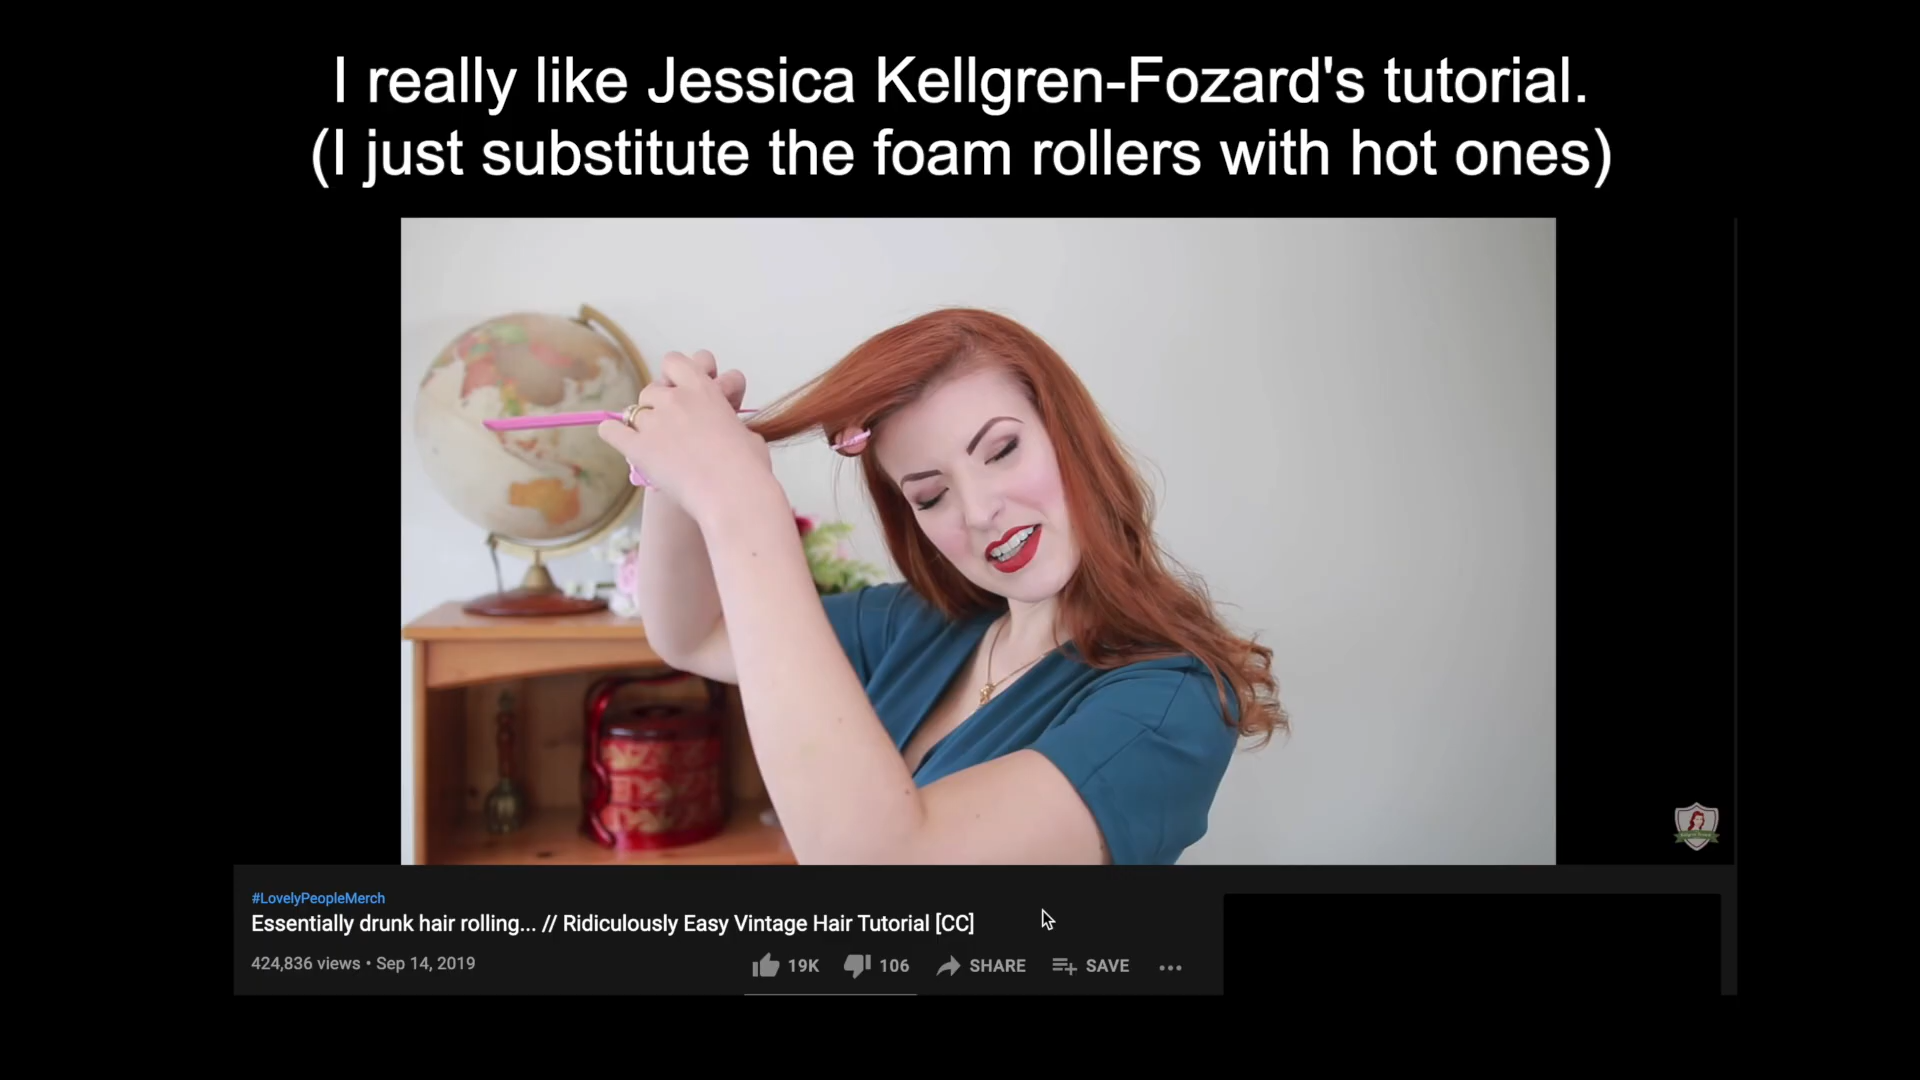 I really like Jessica Kellgren-Fozard's tutorial.
(I just substitute the foam rollers with hot ones)
#LovelyPeopleMerch
Essentially drunk hair rolling... // Ridiculously Easy Vintage Hair Tutorial [CC]
424,836 views • Sep 14, 2019
19K 106 SHARE SAVE